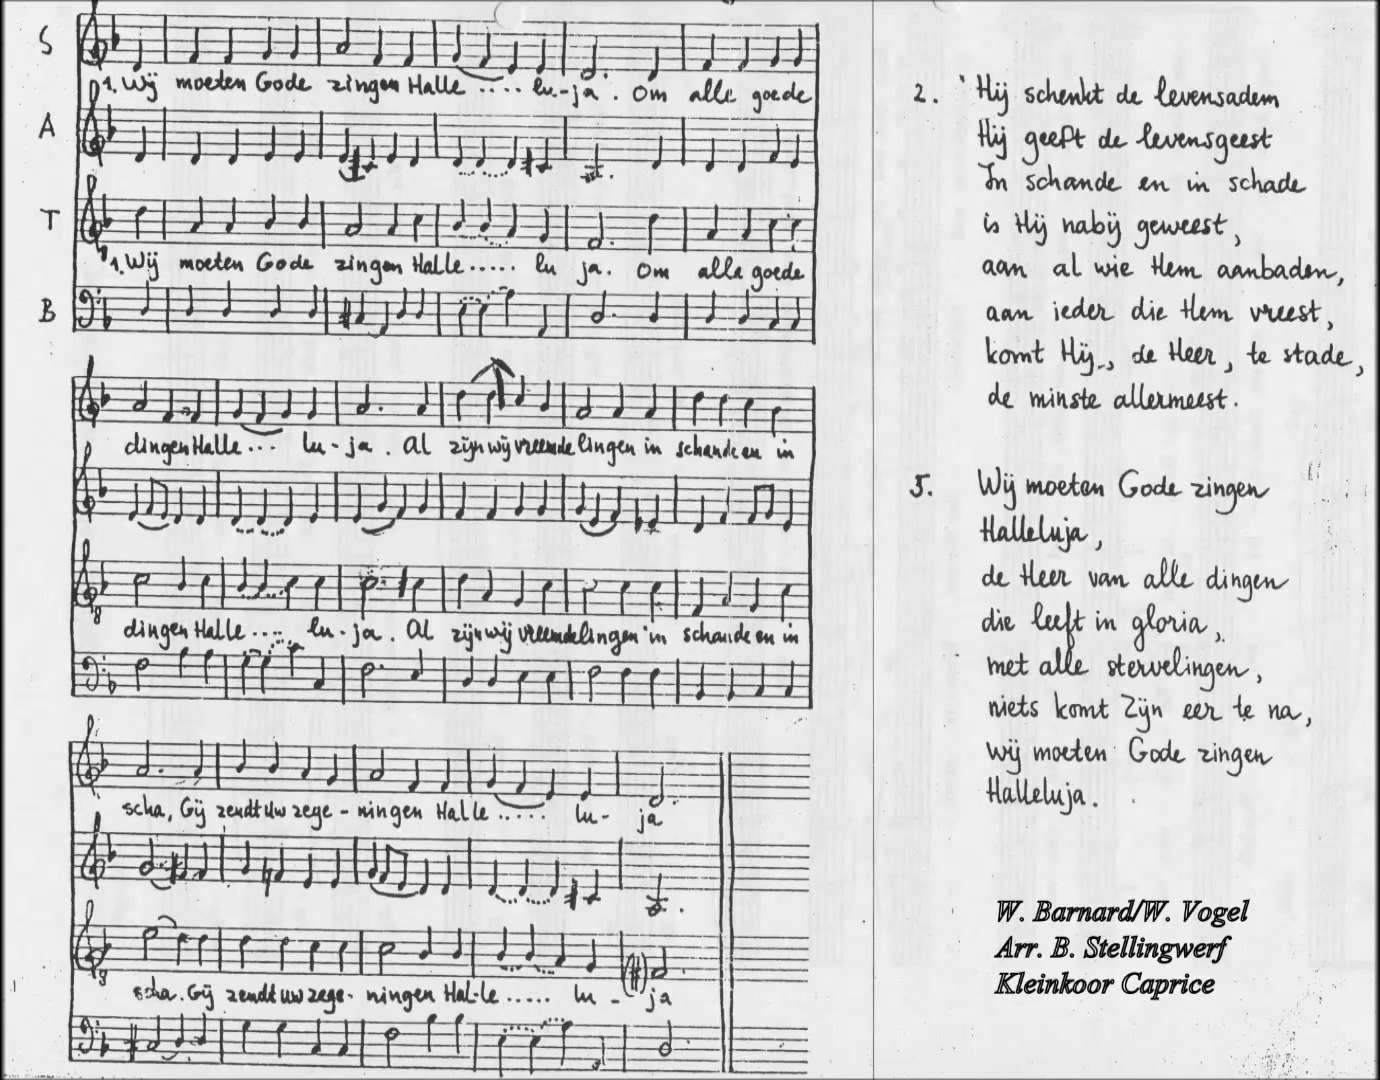 S
1. Wij moeten Gode zingen Halle ..... lu-ja. Om alle goede
A
T
1. Wij moeten Gode zingen Halle ..... lu ja. Om alle goede
B
dingen Halle ... lu-ja. Al zijn wij vreemdelingen in schande en in
dingen Halle .... lu-ja. Al zijn wij vreemdelingen in schande en in
scha, Gij zendt Uw zege-ningen Halle ..... lu- ja
scha. Gij zendt uw zege-ningen Hal-le ..... lu - ja
2. Hij schenkt de levensadem
Hij geeft de levensgeest
In schande en in schade
is Hij nabij geweest,
aan al wie Hem aanbaden,
aan ieder die Hem vreest,
komt Hij, de Heer, te stade,
de minste allermeest.
5. Wij moeten Gode zingen
Halleluja,
de Heer van alle dingen
die leeft in gloria,
met alle stervelingen,
niets komt Zijn eer te na,
wij moeten Gode zingen
Halleluja.
W. Barnard/W. Vogel
Arr. B. Stellingwerf
Kleinkoor Caprice